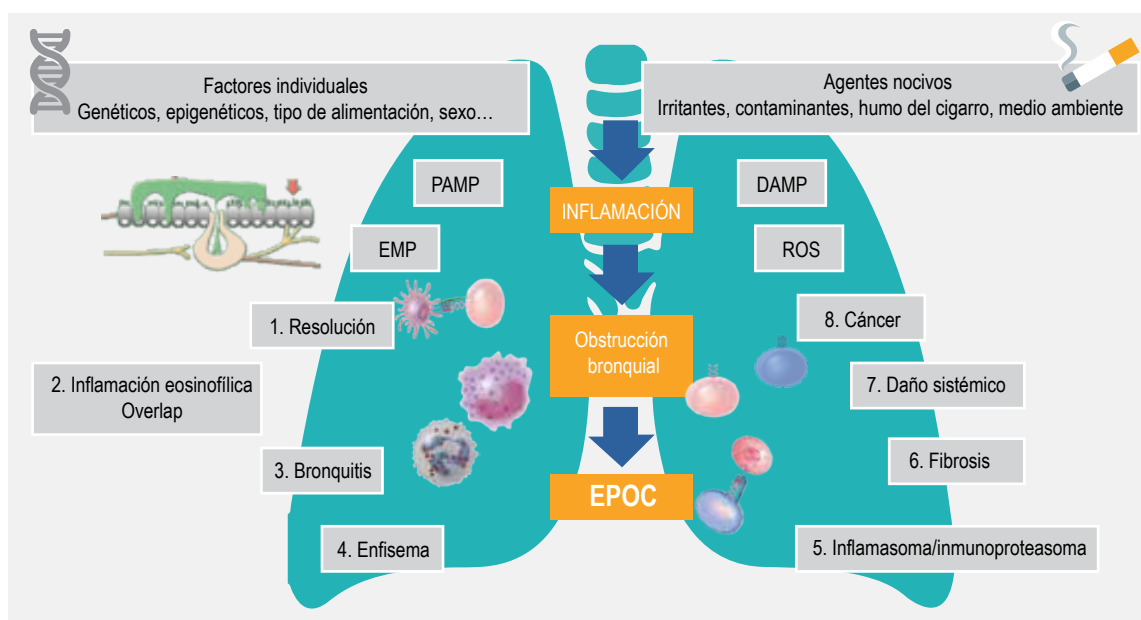 Factores individuales
Genéticos, epigenéticos, tipo de alimentación, sexo…
Agentes nocivos
Irritantes, contaminantes, humo del cigarro, medio ambiente
PAMP
INFLAMACIÓN
DAMP
EMP
ROS
1. Resolución
Obstrucción
bronquial
8. Cáncer
2. Inflamación eosinofílica
Overlap
7. Daño sistémico
3. Bronquitis
EPOC
6. Fibrosis
4. Enfisema
5. Inflamasoma/inmunoproteasoma